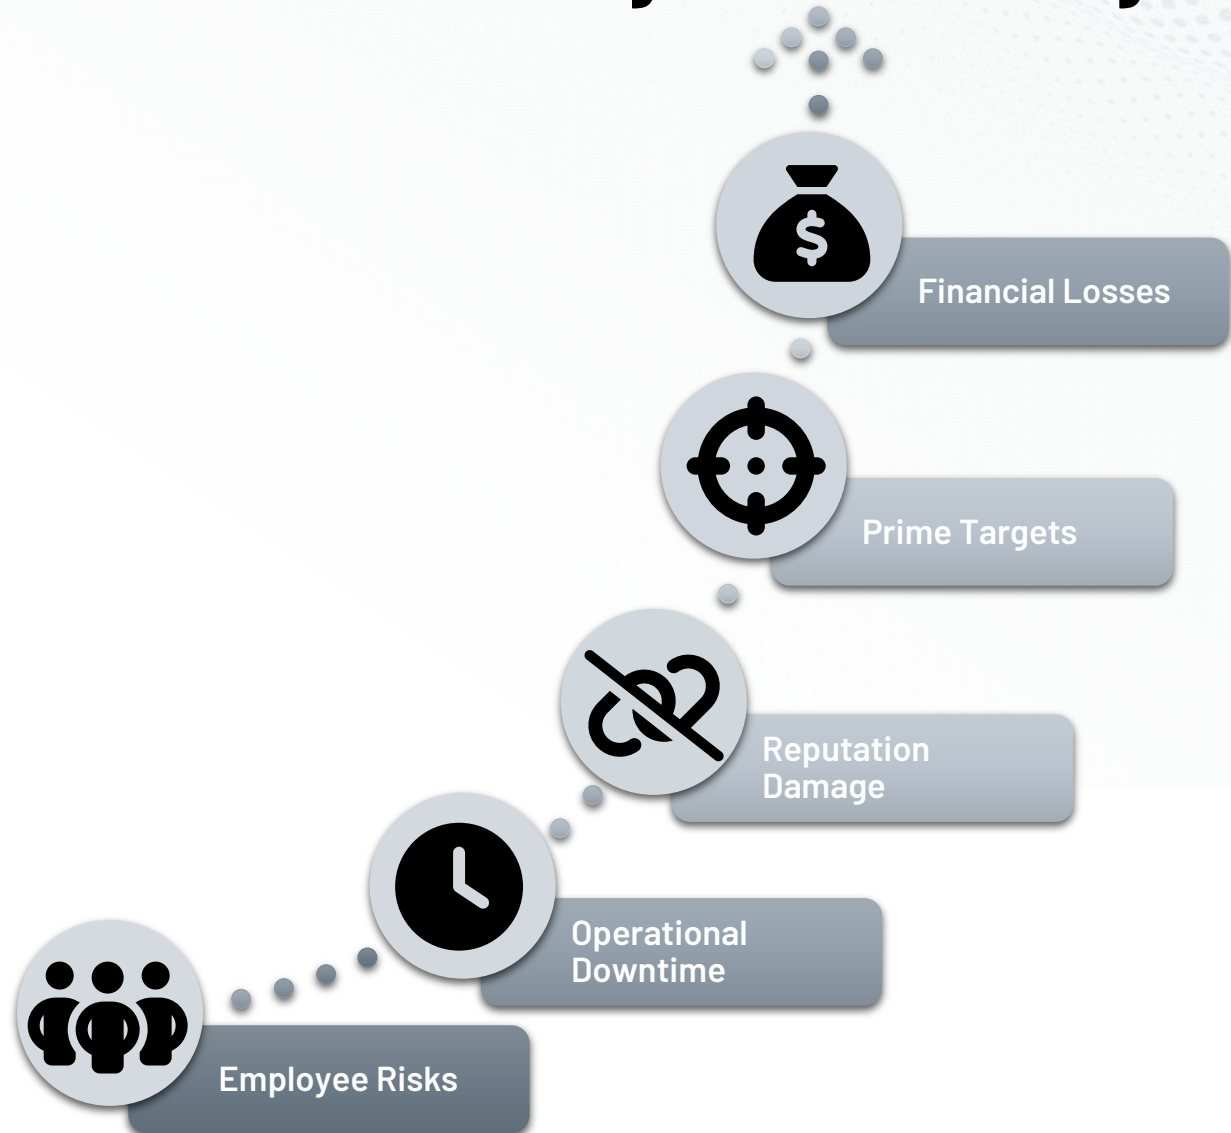 $
Financial Losses
Prime Targets
Reputation
Damage
Operational
Downtime
Employee Risks